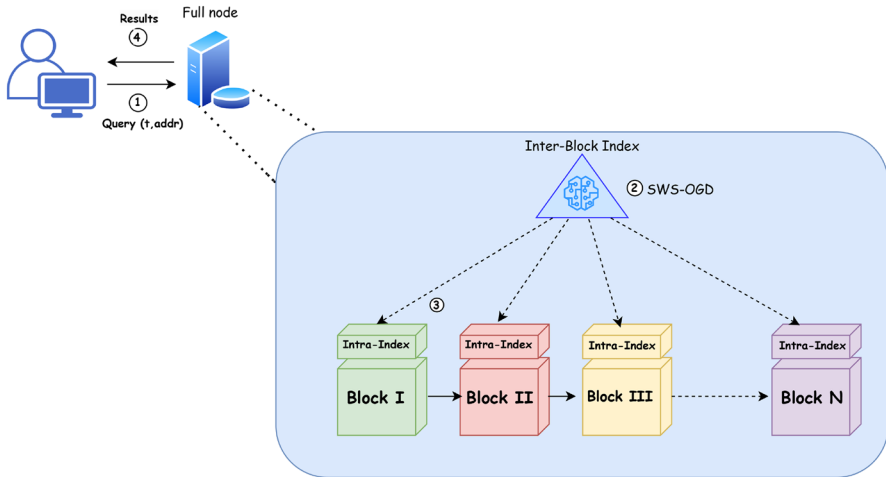 Full node
Results
④
①
Query (t,addr)
Inter-Block Index
② SWS-OGD
③
Intra-Index
Intra-Index
Intra-Index
Intra-Index
Block I
Block II
Block III
Block N